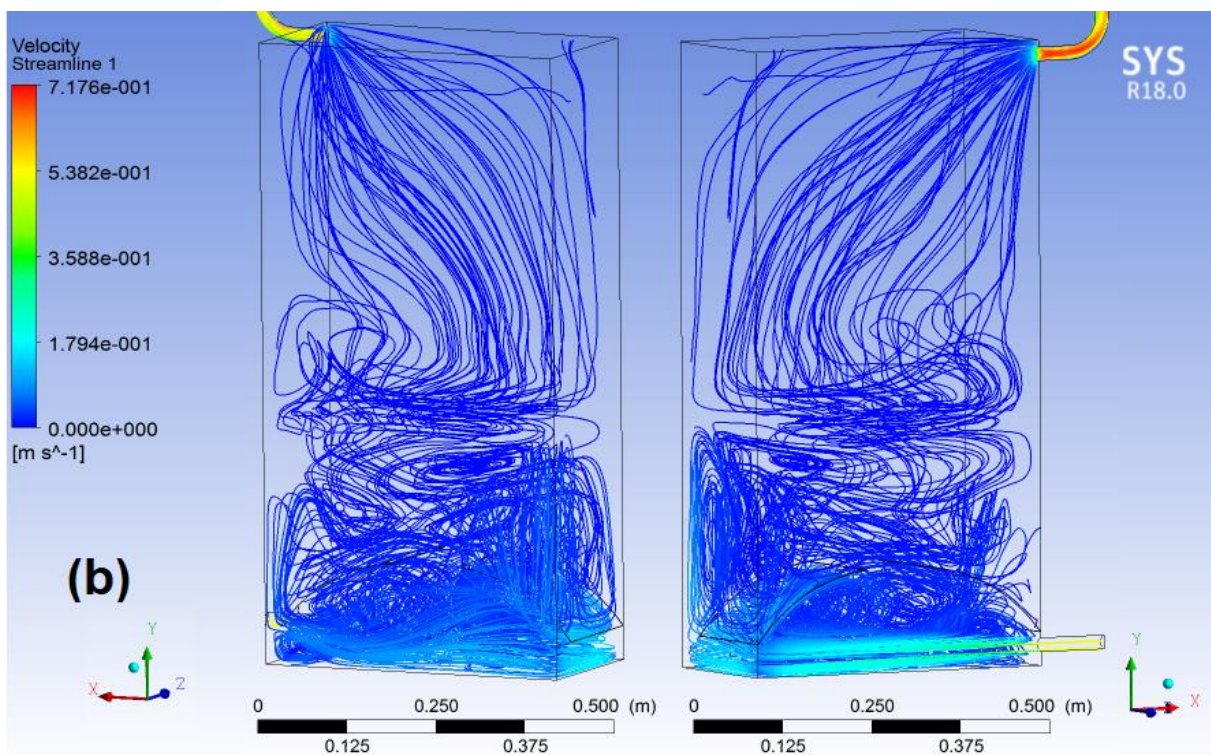 Velocity
Streamline 1
7.176e-001
5.382e-001
3.588e-001
1.794e-001
0.000e+000
[m s^-1]
SYS
R18.0
(b)
Y
X
Z
0 0.250 0.500 (m)
0.125 0.375
0 0.250 0.500 (m)
0.125 0.375
Y
X
Z